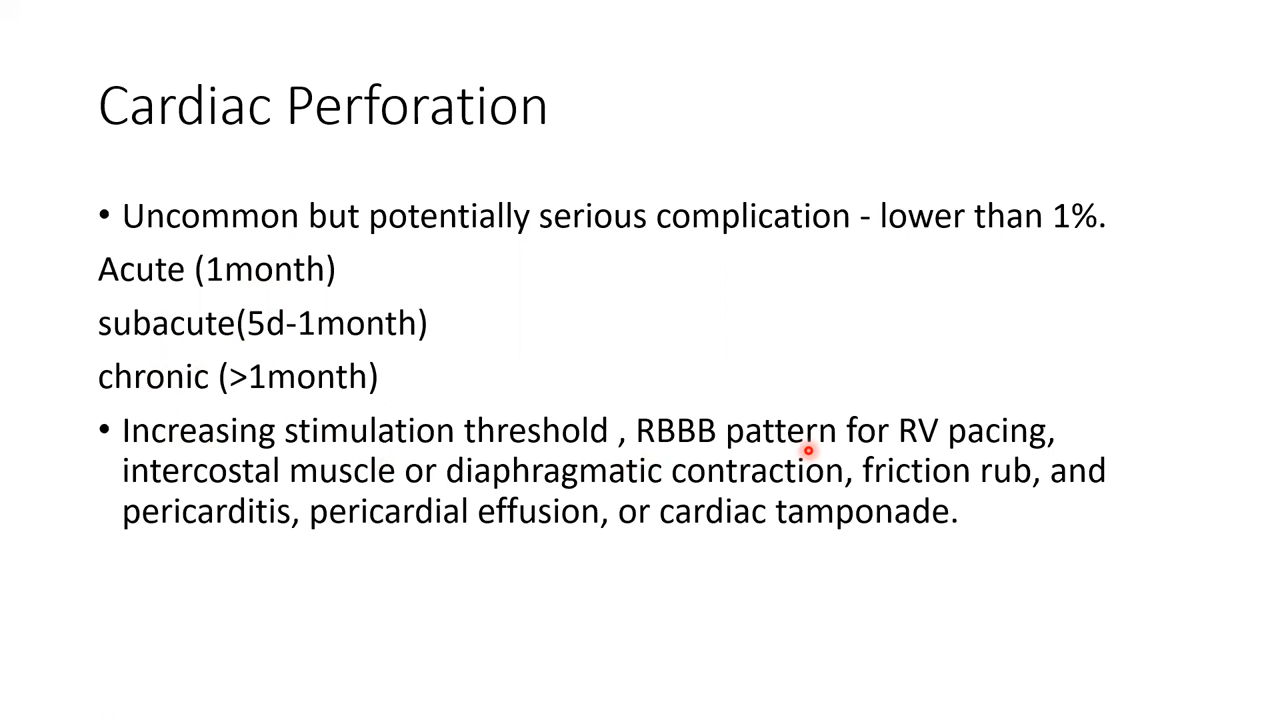 Cardiac Perforation
• Uncommon but potentially serious complication - lower than 1%.
Acute (1month)
subacute(5d-1month)
chronic (>1month)
• Increasing stimulation threshold , RBBB pattern for RV pacing,
intercostal muscle or diaphragmatic contraction, friction rub, and
pericarditis, pericardial effusion, or cardiac tamponade.